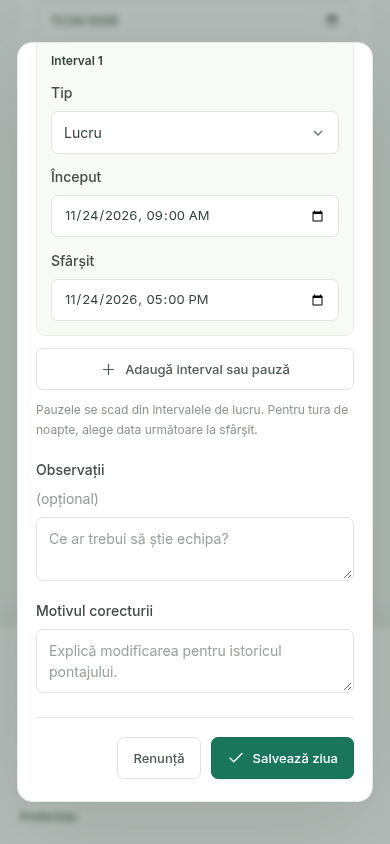 Interval 1
Tip
Lucru
Început
11/24/2026, 09:00 AM
Sfârșit
11/24/2026, 05:00 PM
Adaugă interval sau pauză
Pauzele se scad din intervalele de lucru. Pentru tura de
noapte, alege data următoare la sfârșit.
Observații
(opțional)
Ce ar trebui să știe echipa?
Motivul corecturii
Explică modificarea pentru istoricul
pontajului.
Renunță
Salvează ziua